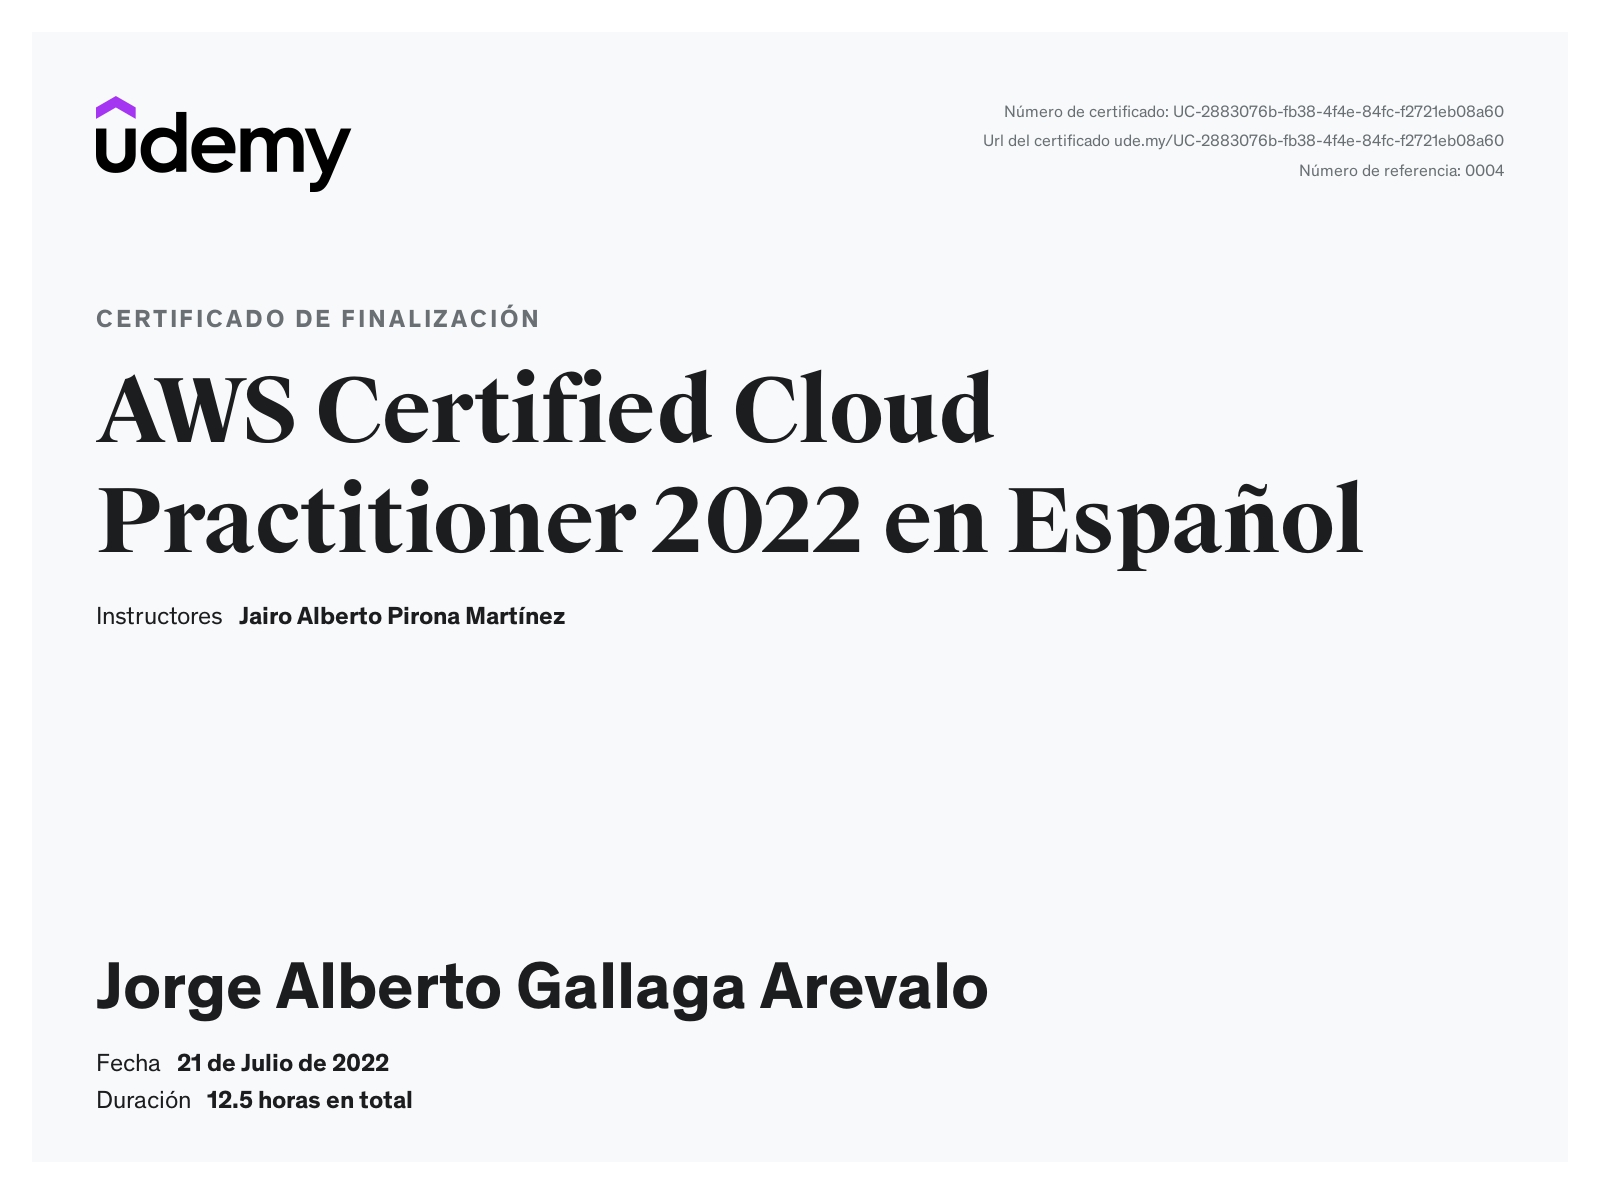 udemy
Número de certificado: UC-2883076b-fb38-4f4e-84fc-f2721eb08a60
Url del certificado ude.my/UC-2883076b-fb38-4f4e-84fc-f2721eb08a60
Número de referencia: 0004
CERTIFICADO DE FINALIZACIÓN
AWS Certified Cloud
Practitioner 2022 en Español
Instructores Jairo Alberto Pirona Martínez
Jorge Alberto Gallaga Arevalo
Fecha 21 de Julio de 2022
Duración 12.5 horas en total